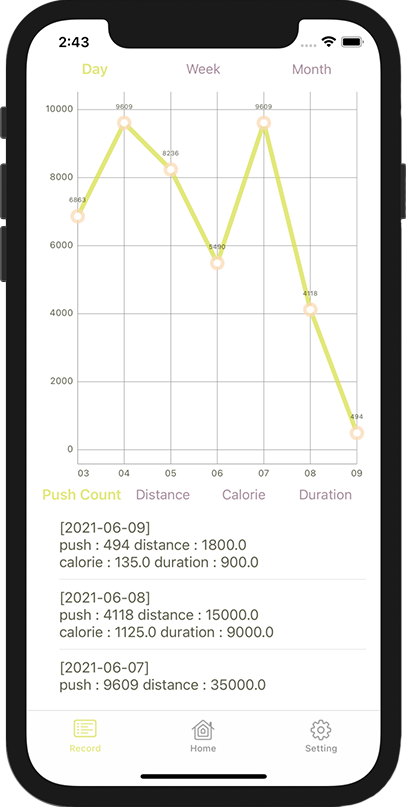 2:43
Day Week Month
10000
8000
6000
4000
2000
0
6863
9609
8236
5490
9609
4118
494
03 04 05 06 07 08 09
Push Count Distance Calorie Duration
[2021-06-09]
push : 494 distance : 1800.0
calorie : 135.0 duration : 900.0
[2021-06-08]
push : 4118 distance : 15000.0
calorie : 1125.0 duration : 9000.0
[2021-06-07]
push : 9609 distance : 35000.0
Record Home Setting